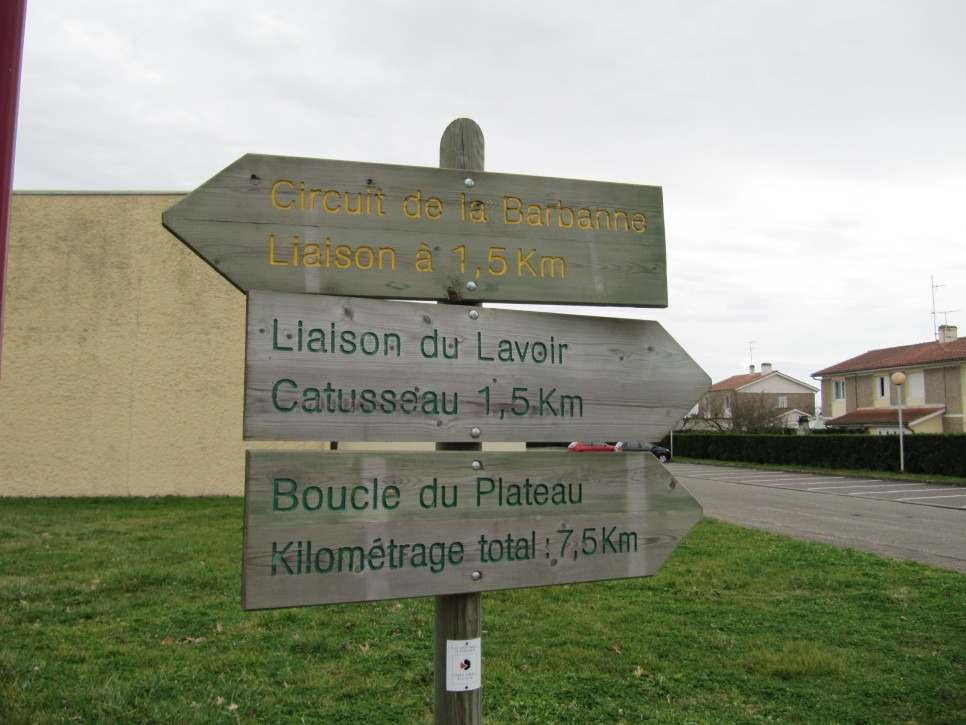 Circuit de la Barbanne
Liaison à 1,5 Km
Liaison du Lavoir
Catusseau 1,5 Km
Boucle du Plateau
Kilométrage total : 7,5 Km